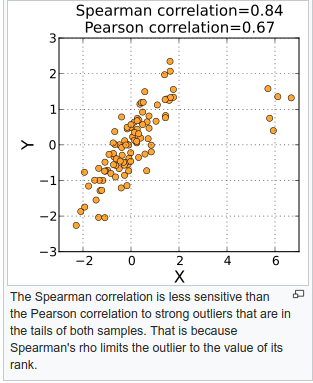 Spearman correlation=0.84
Pearson correlation=0.67
3
2
1
0
−1
−2
−3
Y
−2
0
2
4
6
X
The Spearman correlation is less sensitive than
the Pearson correlation to strong outliers that are in
the tails of both samples. That is because
Spearman's rho limits the outlier to the value of its
rank.